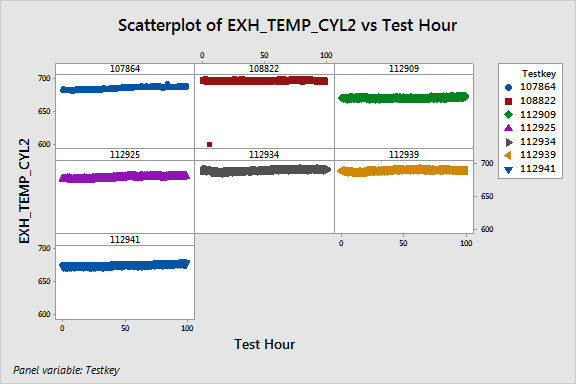 Scatterplot of EXH_TEMP_CYL2 vs Test Hour
0 50 100
107864 108822 112909
700
650
600
112925 112934 112939
700
650
600
112941
0 50 100
700
650
600
0 50 100
EXH_TEMP_CYL2
Test Hour
Testkey
107864
108822
112909
112925
112934
112939
112941
Panel variable: Testkey